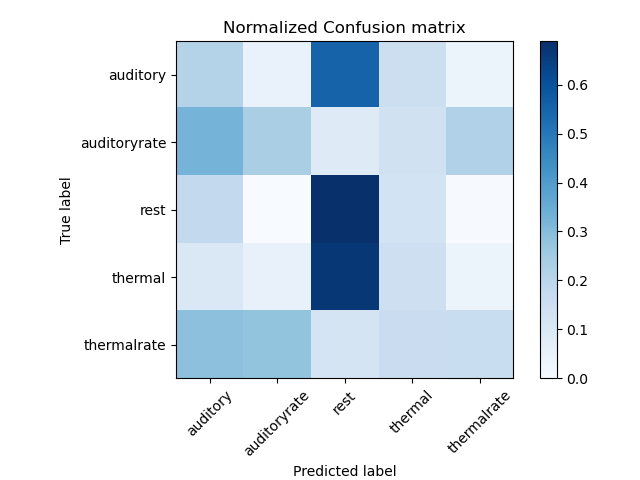 Normalized Confusion matrix
True label
auditory
auditoryrate
rest
thermal
thermalrate
auditory
auditoryrate
rest
thermal
thermalrate
Predicted label
0.6
0.5
0.4
0.3
0.2
0.1
0.0